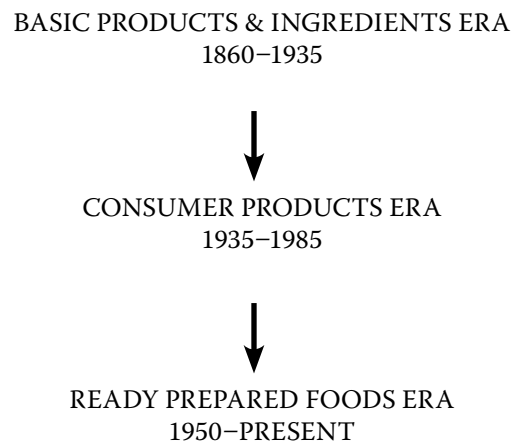 BASIC PRODUCTS & INGREDIENTS ERA
1860–1935
CONSUMER PRODUCTS ERA
1935–1985
READY PREPARED FOODS ERA
1950–PRESENT